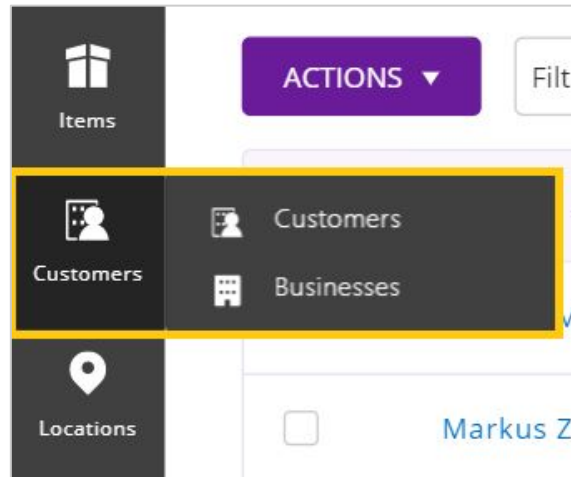 Items
ACTIONS
Filt
Customers
Customers
Businesses
Locations
Markus Z